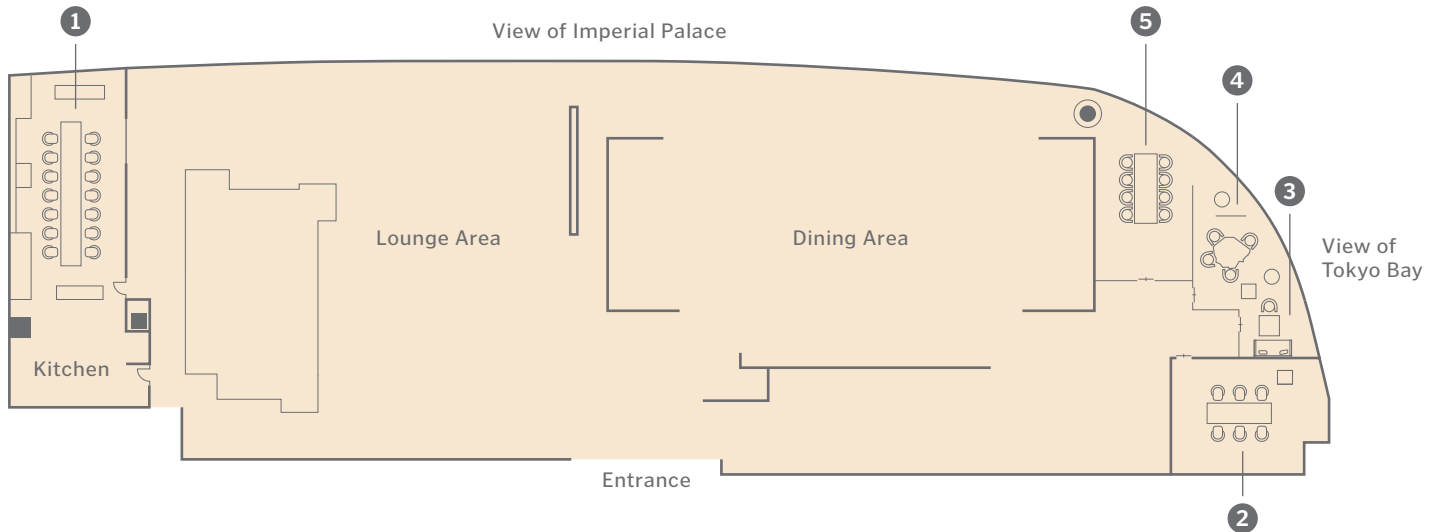 1
View of Imperial Palace
5
4
3
Lounge Area
Dining Area
View of
Tokyo Bay
Kitchen
Entrance
2